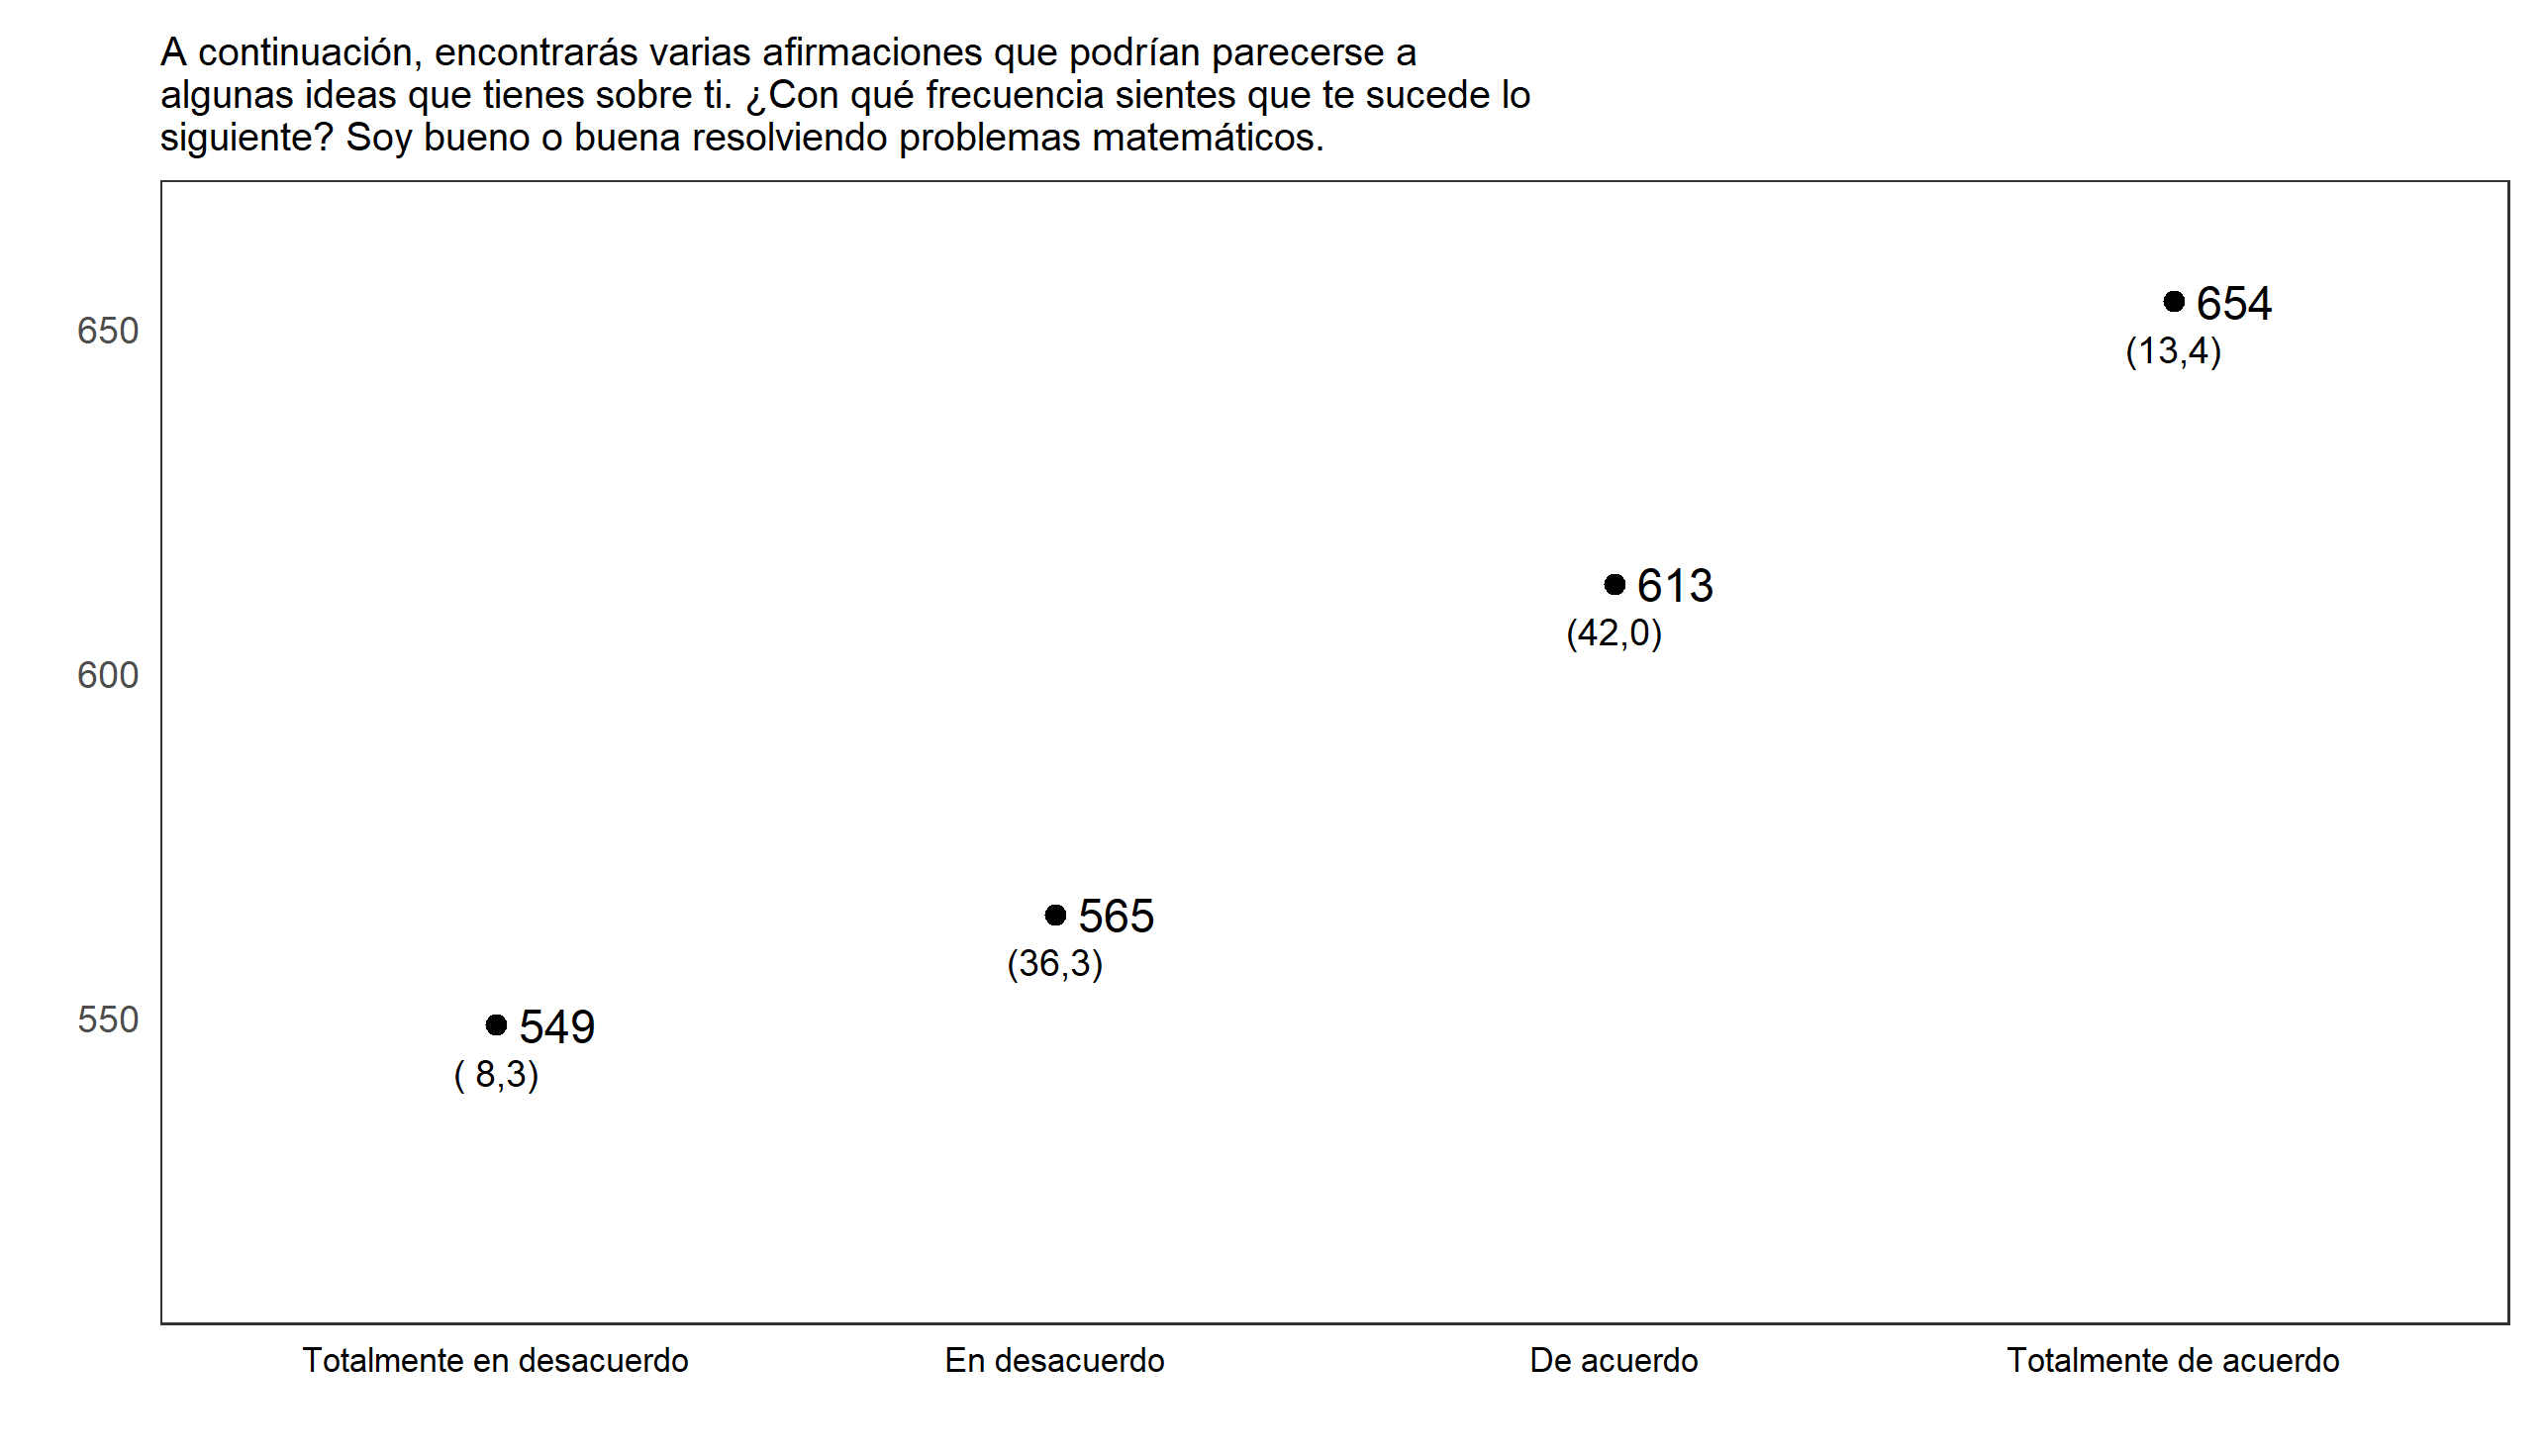 A continuación, encontrarás varias afirmaciones que podrían parecerse a
algunas ideas que tienes sobre ti. ¿Con qué frecuencia sientes que te sucede lo
siguiente? Soy bueno o buena resolviendo problemas matemáticos.
650
654
(13,4)
613
(42,0)
600
565
(36,3)
550
549
( 8,3)
Totalmente en desacuerdo
En desacuerdo
De acuerdo
Totalmente de acuerdo